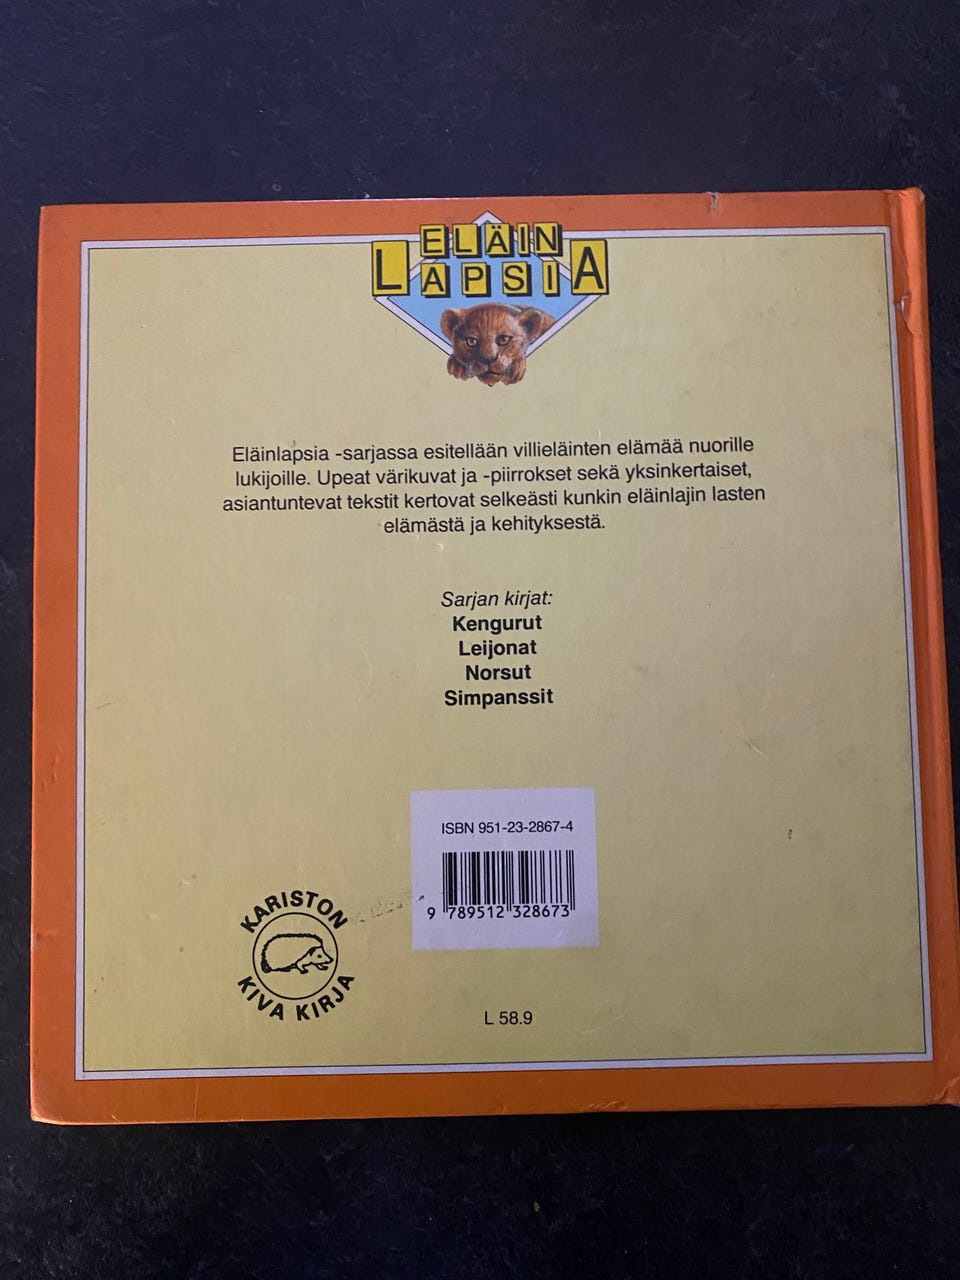 ELÄIN
LAPSIA
Eläinlapsia -sarjassa esitellään villieläinten elämää nuorille
lukijoille. Upeat värikuvat ja -piirrokset sekä yksinkertaiset,
asiantuntevat tekstit kertovat selkeästi kunkin eläinlajin lasten
elämästä ja kehityksestä.
Sarjan kirjat:
Kengurut
Leijonat
Norsut
Simpanssit
ISBN 951-23-2867-4
9 789512 328673
KARISTON
KIVA KIRJA
L 58.9